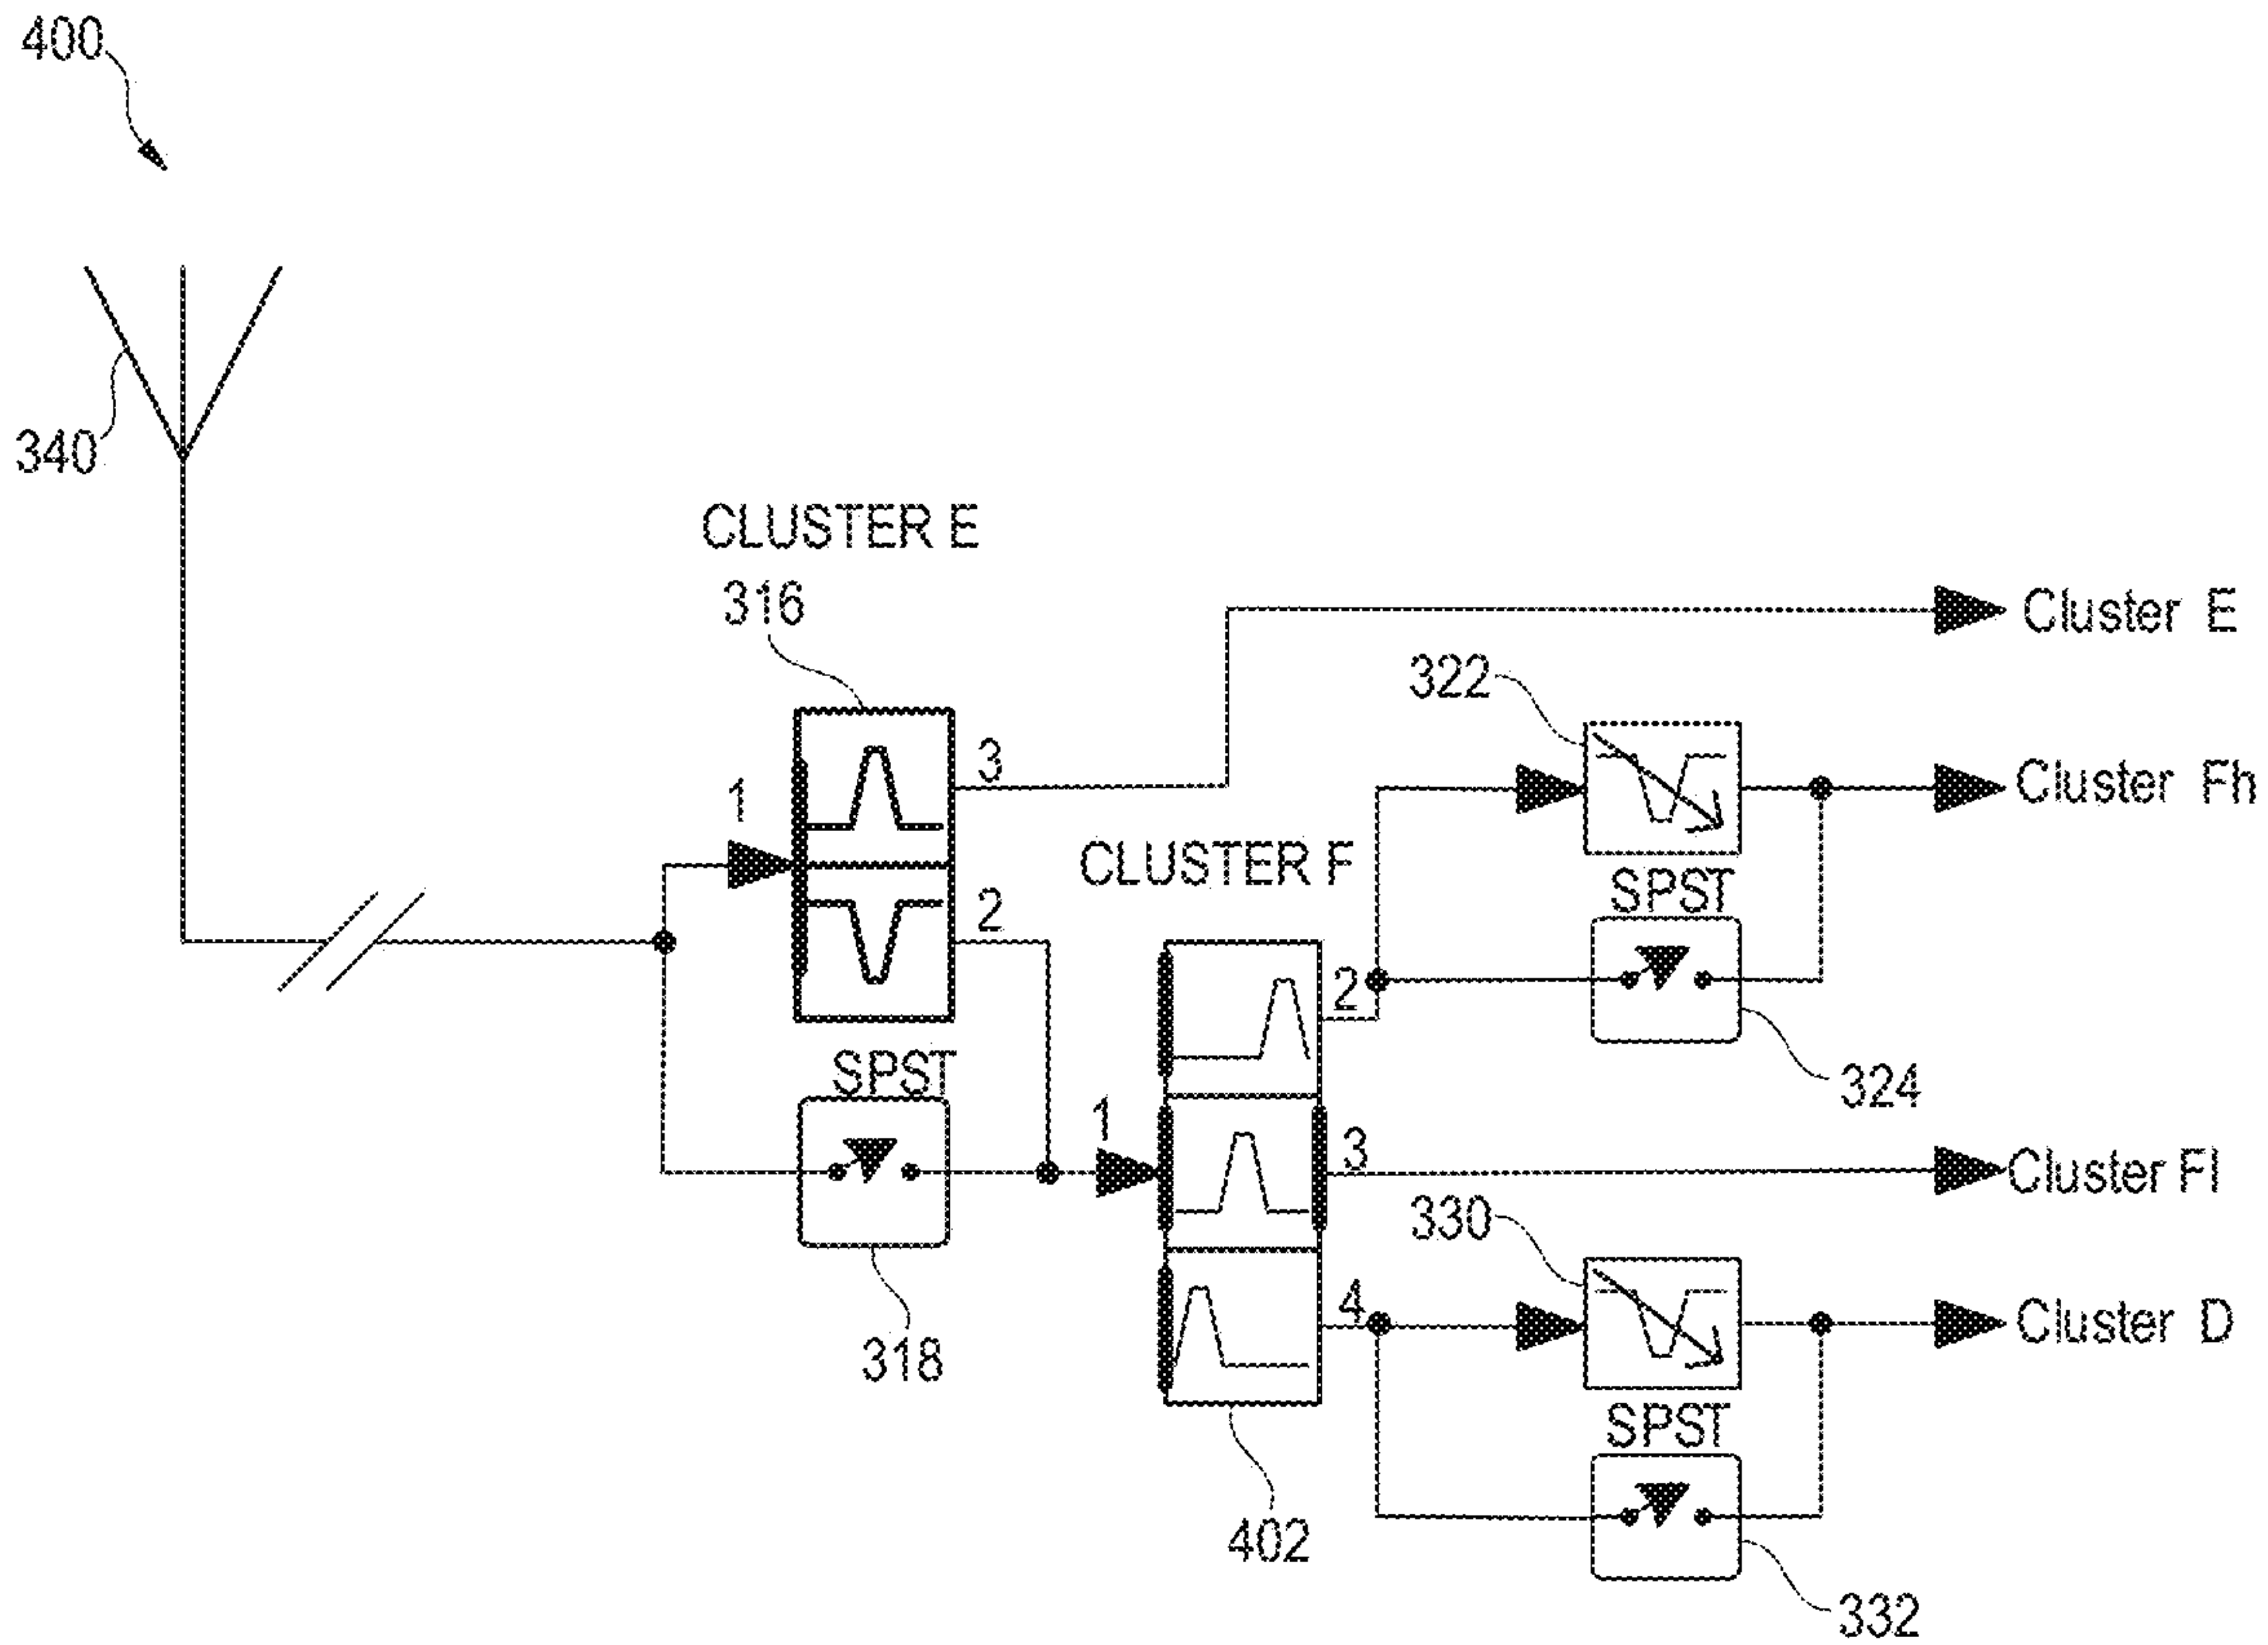 400
340
CLUSTER E
316
1
3
2
SPST
318
CLUSTER F
1
2
3
4
402
322
SPST
324
330
SPST
332
Cluster E
Cluster Fh
Cluster Fl
Cluster D